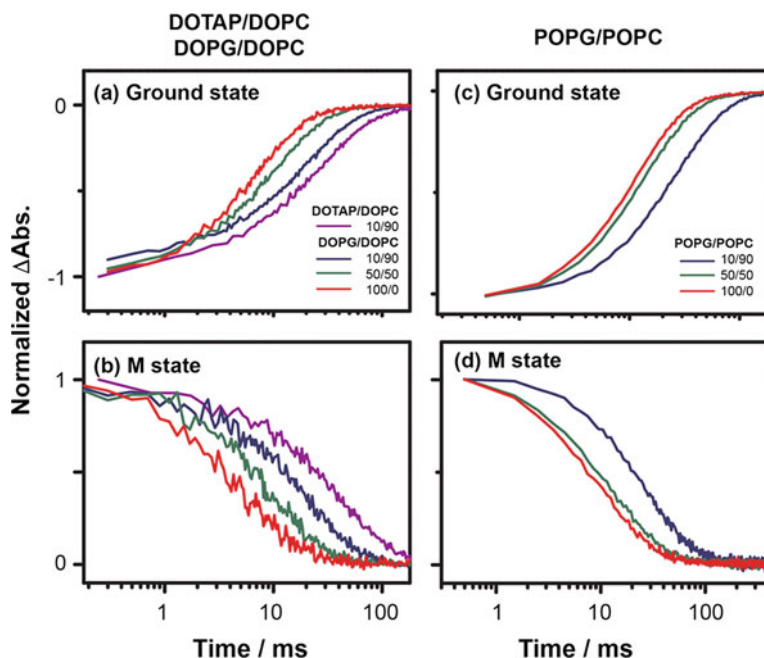 DOTAP/DOPC
DOPG/DOPC
POPG/POPC
Normalized ΔAbs.
(a) Ground state
0
-1
DOTAP/DOPC
10/90
DOPG/DOPC
10/90
50/50
100/0
(c) Ground state
POPG/POPC
10/90
50/50
100/0
(b) M state
1
0
1
10
100
Time / ms
(d) M state
1
10
100
Time / ms